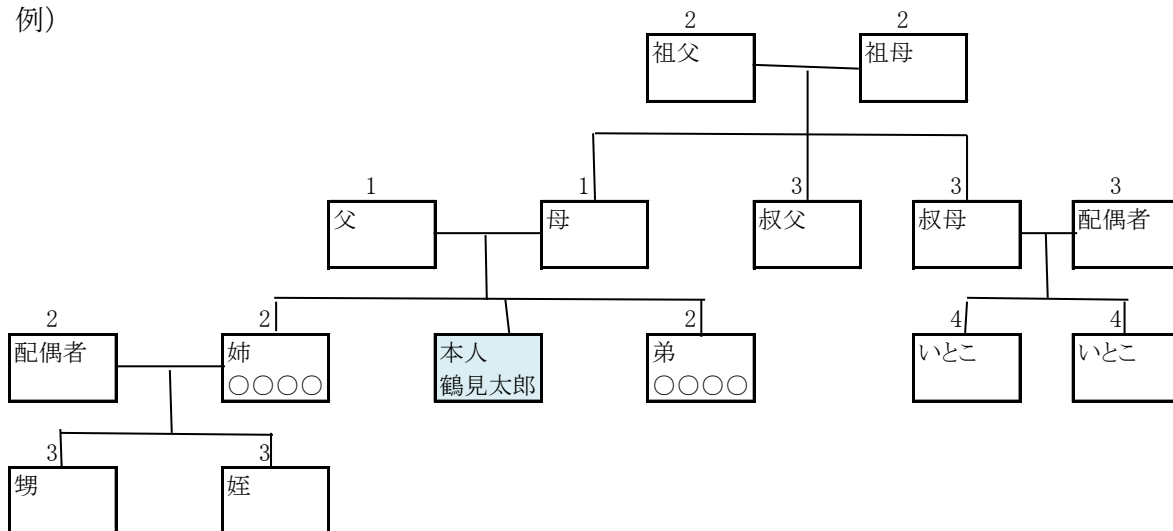 例)
2 2
祖父 祖母
1 1 3 3 3
父 母 叔父 叔母 配偶者
2 2 2 4 4
配偶者 姉 本人 弟 いとこ いとこ
○○○○ 鶴見太郎 ○○○○
3 3
甥 姪